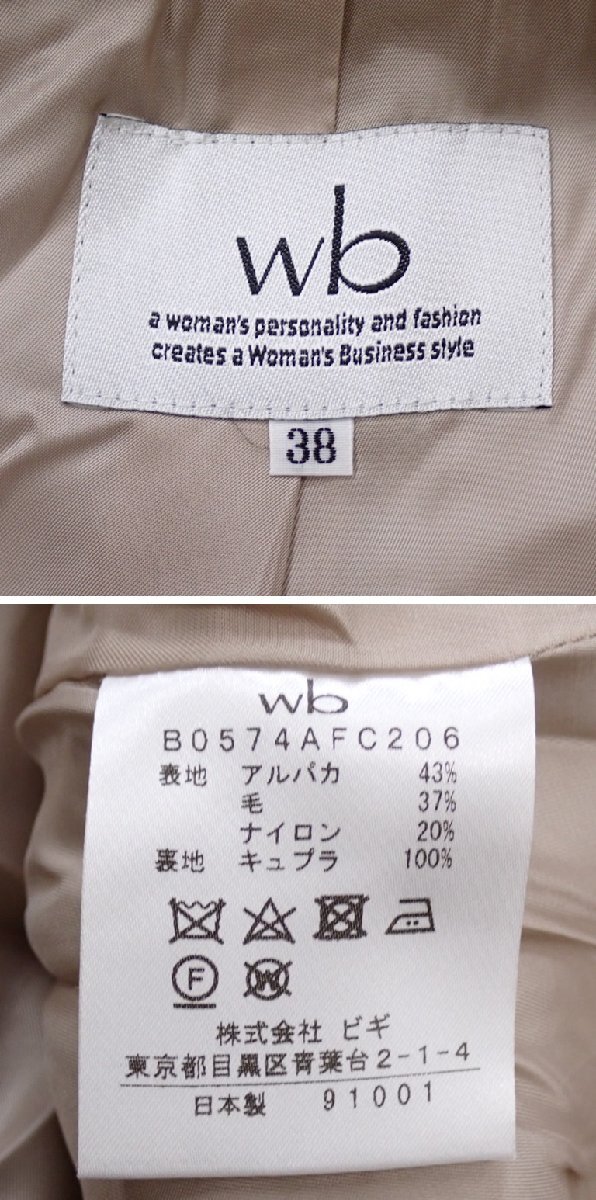 wb
a woman's personality and fashion
creates a Woman's Business style
38
wb
B0574AFC206
表地 アルパカ 43%
毛 37%
ナイロン 20%
裏地 キュプラ 100%
F W
株式会社 ビギ
東京都目黒区青葉台2-1-4
日本製 91001